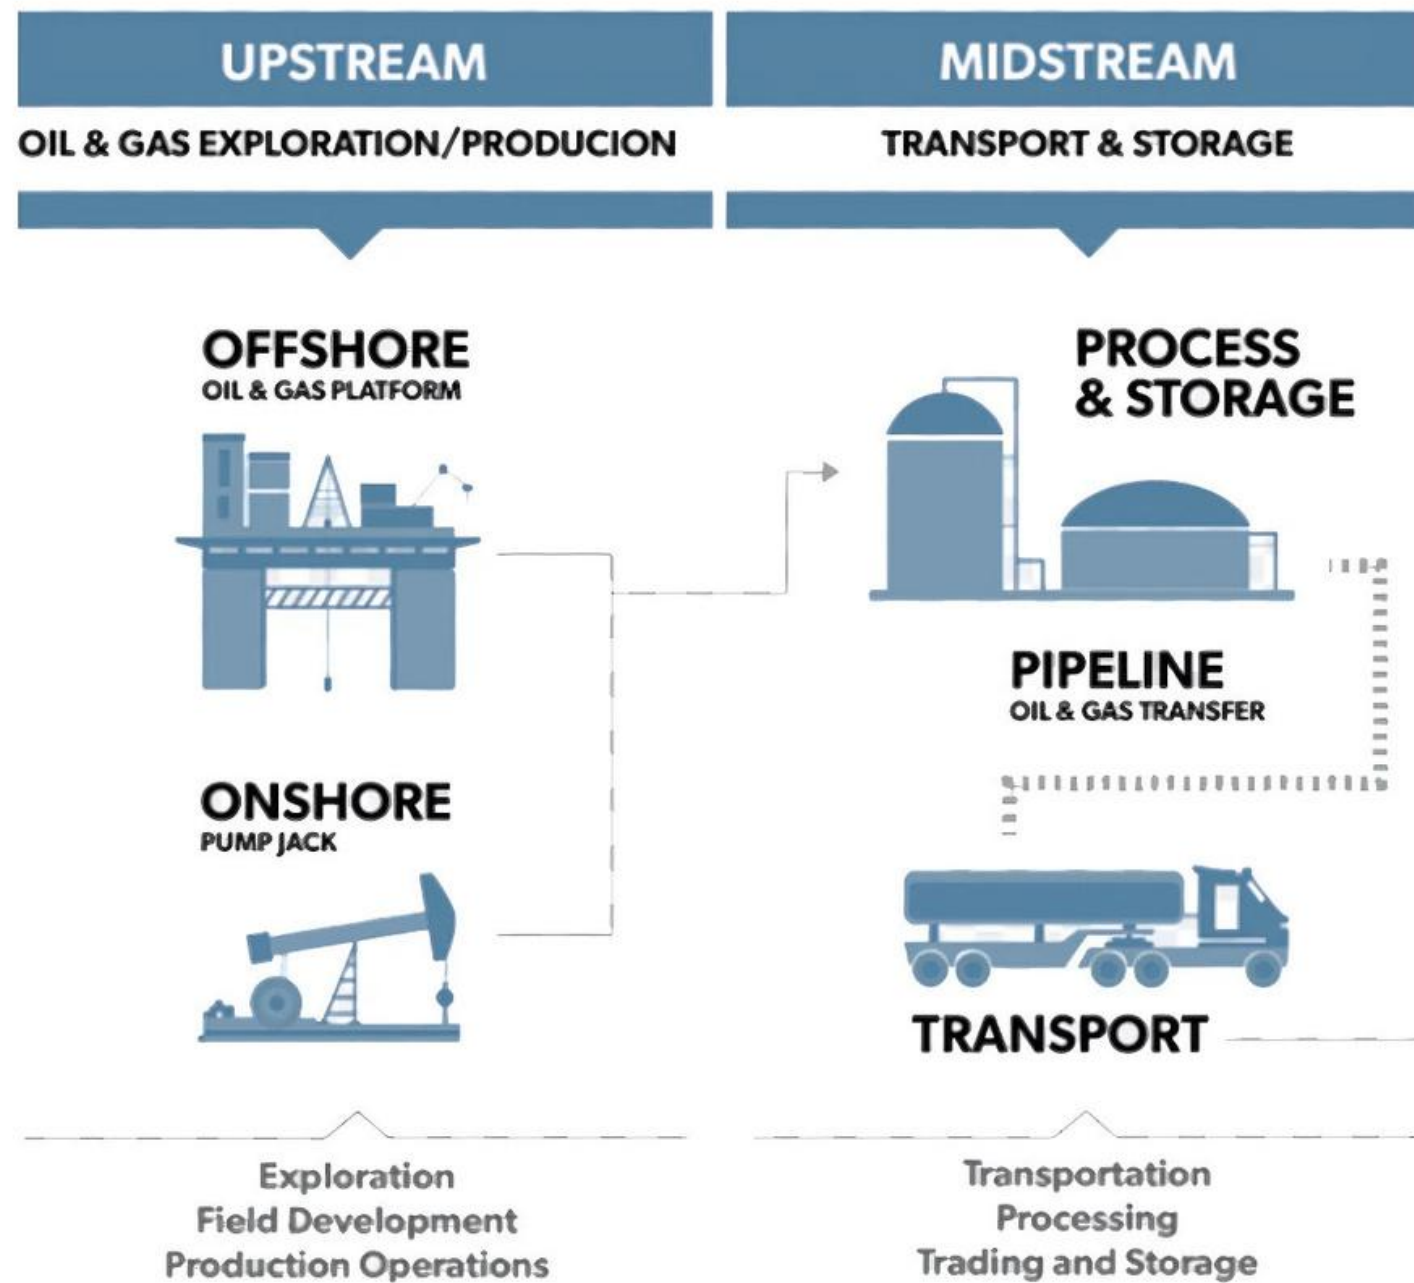 UPSTREAM
OIL & GAS EXPLORATION/PRODUCION
OFFSHORE
OIL & GAS PLATFORM
ONSHORE
PUMP JACK
Exploration
Field Development
Production Operations
MIDSTREAM
TRANSPORT & STORAGE
PROCESS
& STORAGE
PIPELINE
OIL & GAS TRANSFER
TRANSPORT
Transportation
Processing
Trading and Storage